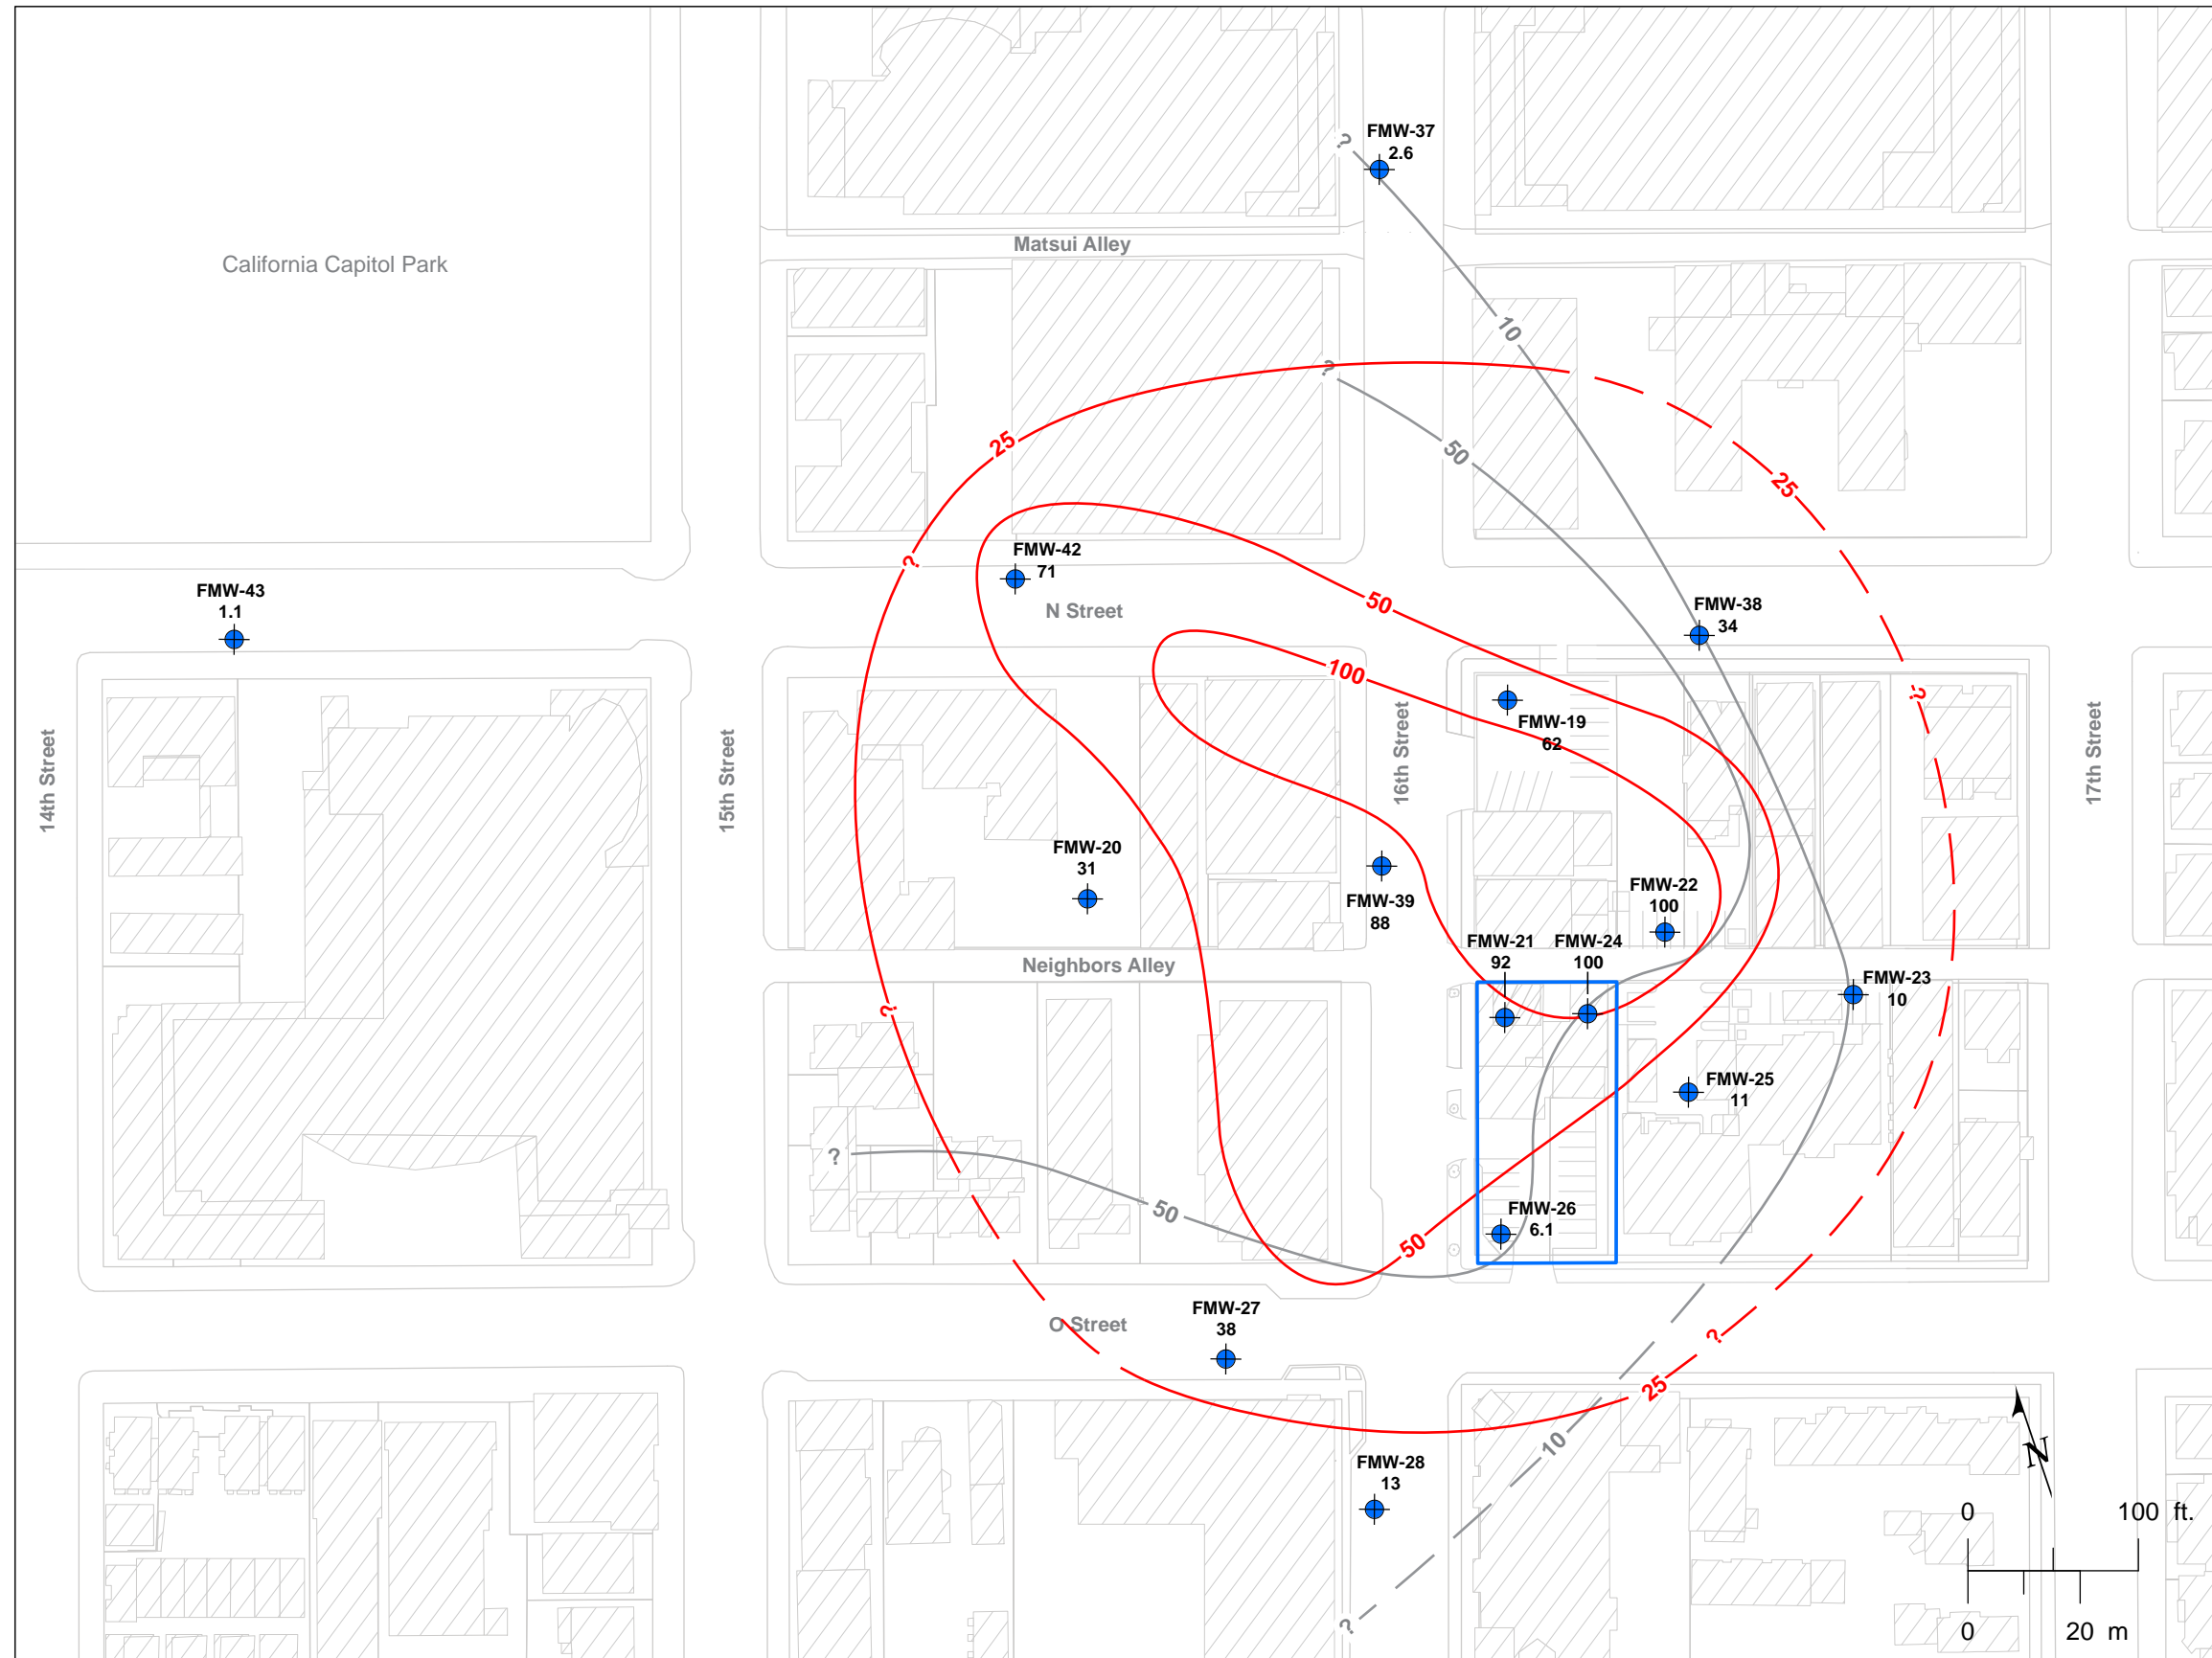 FMW-37
2.6
?
Matsui Alley
California Capitol Park
10
?
50
25
25
FMW-42
71
?
FMW-43
1.1
N Street
50
FMW-38
34
100
?
FMW-19
62
14th Street
15th Street
16th Street
17th Street
FMW-20
31
FMW-39
88
FMW-22
100
FMW-21
92
FMW-24
100
Neighbors Alley
FMW-23
10
?
FMW-25
11
?
50
FMW-26
6.1
50
FMW-27
38
O Street
?
25
10
FMW-28
13
N
0 100 ft.
?
0 20 m